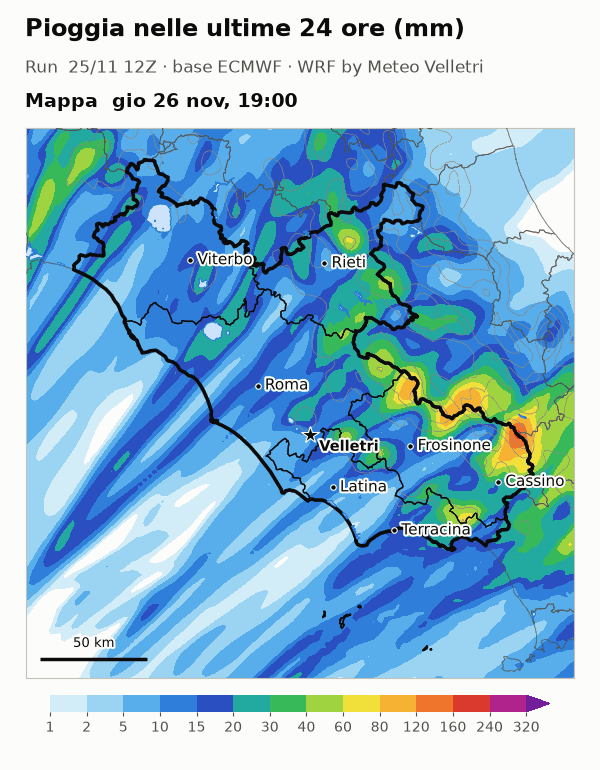 Pioggia nelle ultime 24 ore (mm)
Run  25/11 12Z · base ECMWF · WRF by Meteo Velletri
Mappa  gio 26 nov, 19:00
Viterbo
Rieti
Roma
Velletri
Frosinone
Cassino
Latina
Terracina
50 km
1 2 5 10 15 20 30 40 60 80 120 160 240 320